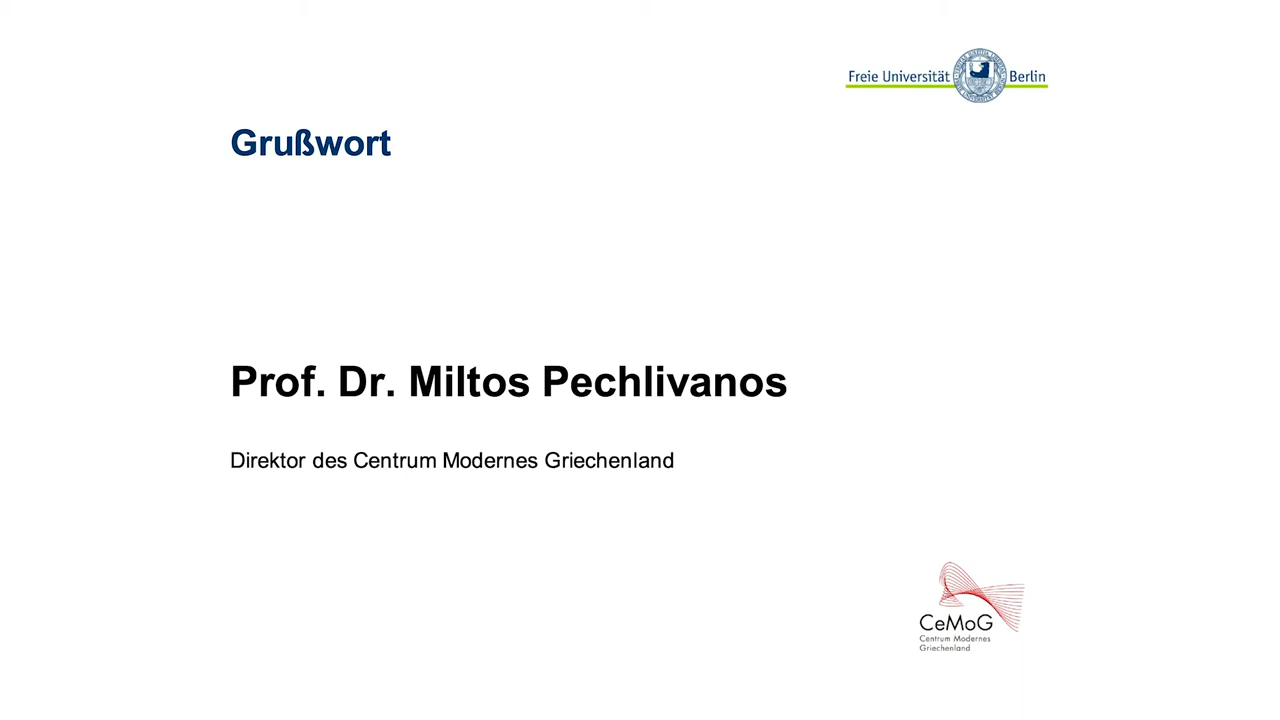 Freie Universität Berlin
Grußwort
Prof. Dr. Miltos Pechlivanos
Direktor des Centrum Modernes Griechenland
CeMoG
Centrum Modernes
Griechenland